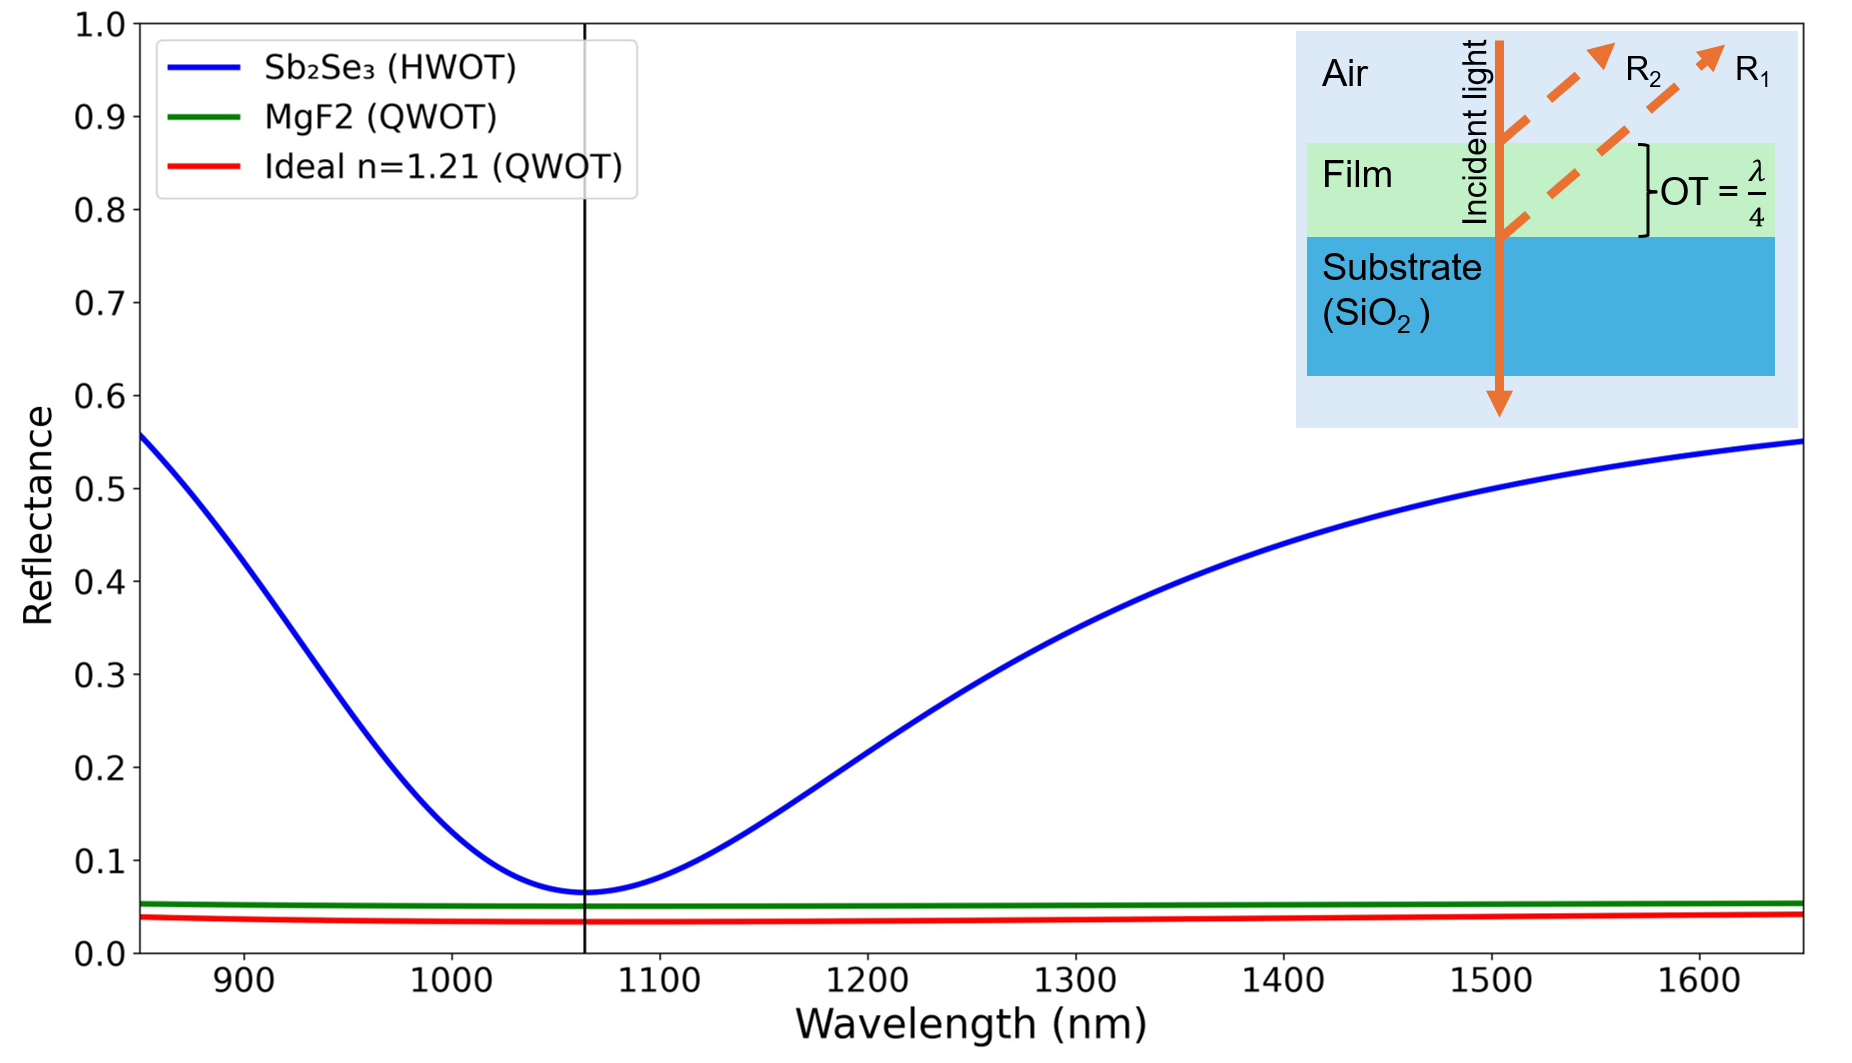 1.0
0.9
0.8
0.7
0.6
0.5
0.4
0.3
0.2
0.1
0.0
Reflectance
Sb₂Se₃ (HWOT)
MgF2 (QWOT)
Ideal n=1.21 (QWOT)
Air
Incident light
R₂
R₁
Film
OT = λ/4
Substrate
(SiO₂ )
900 1000 1100 1200 1300 1400 1500 1600
Wavelength (nm)